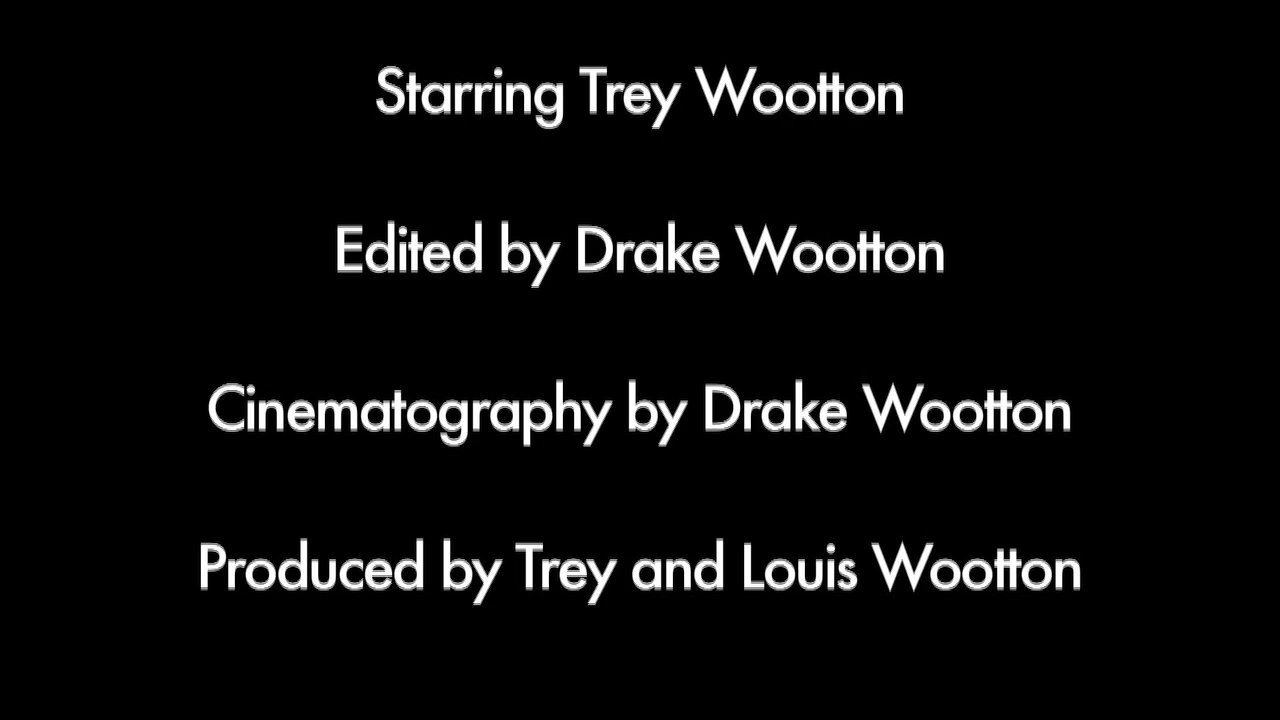 Starring Trey Wootton
Edited by Drake Wootton
Cinematography by Drake Wootton
Produced by Trey and Louis Wootton